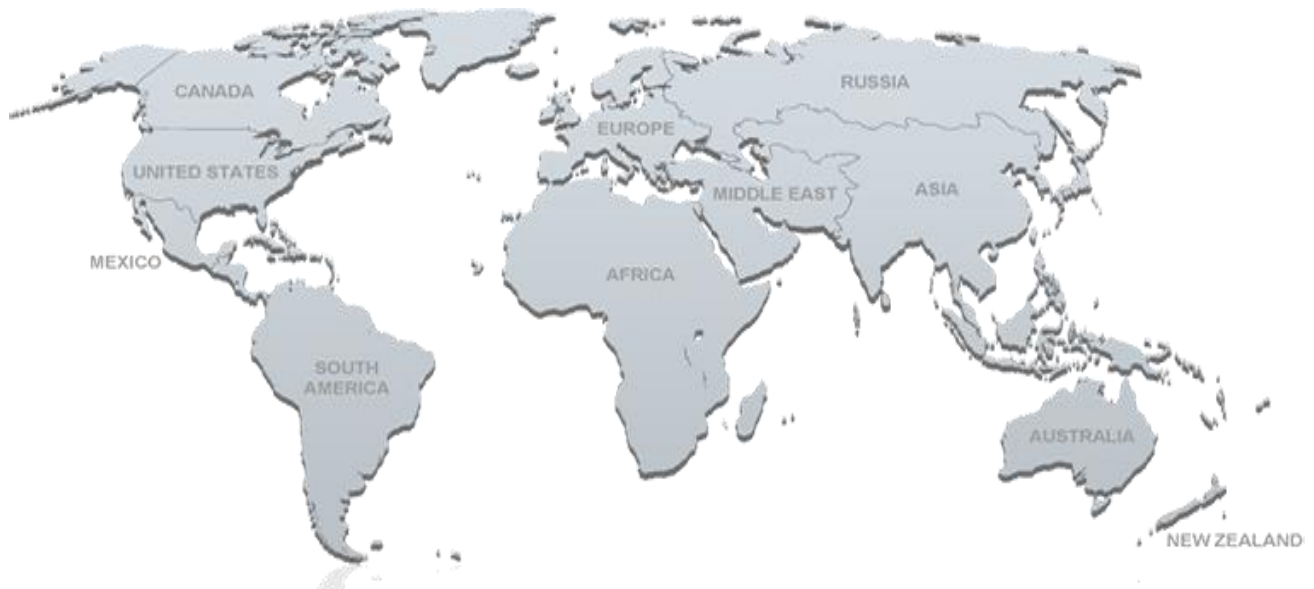 CANADA
RUSSIA
EUROPE
UNITED STATES
MIDDLE EAST
ASIA
MEXICO
AFRICA
SOUTH
AMERICA
AUSTRALIA
NEW ZEALAND